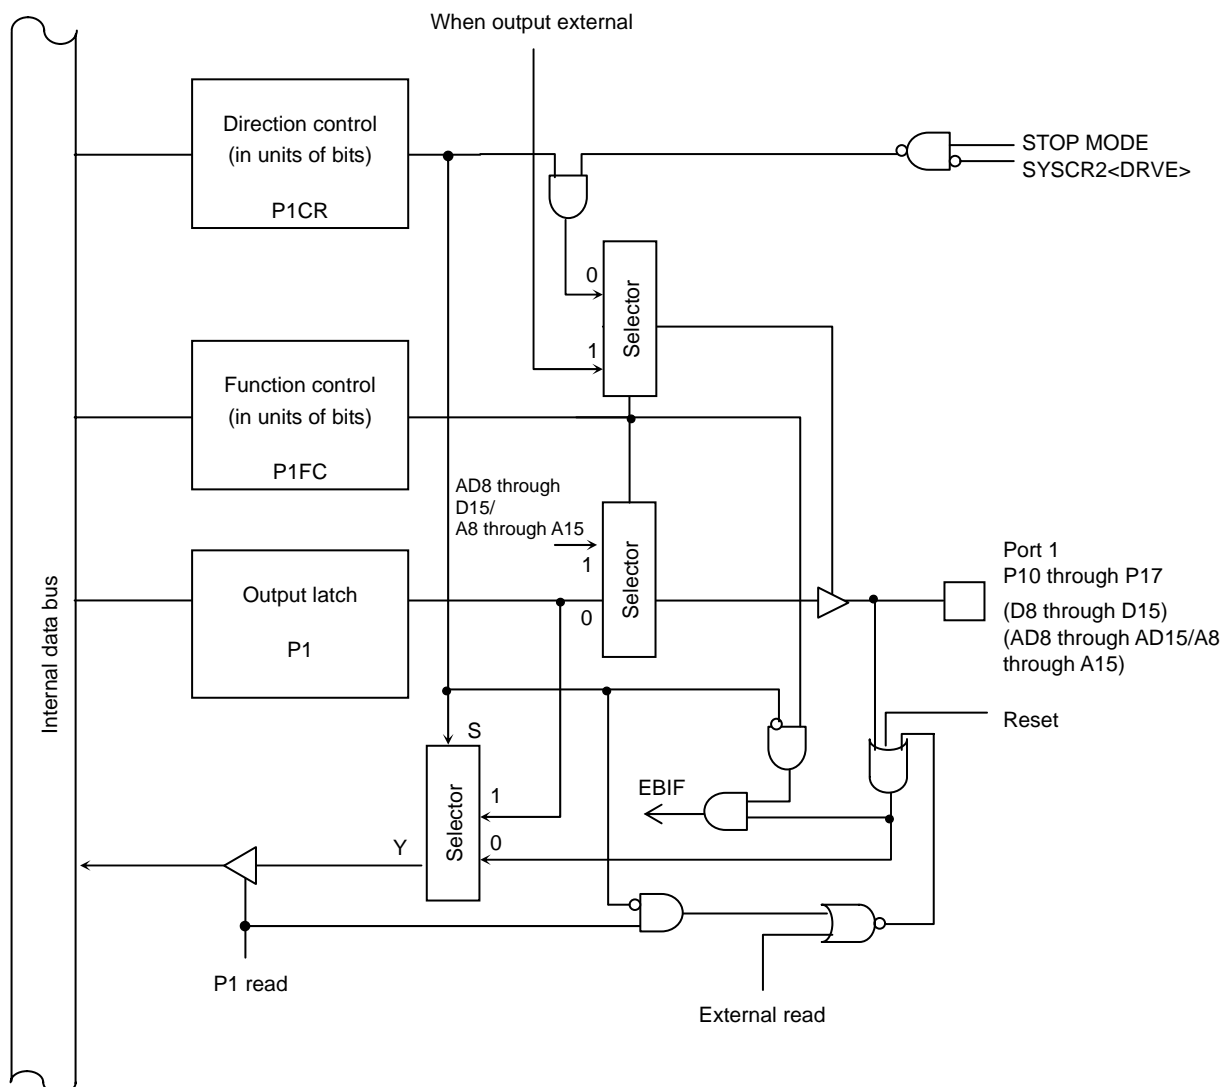 When output external
Direction control
(in units of bits)
P1CR
STOP MODE
SYSCR2<DRVE>
0
1
Selector
Function control
(in units of bits)
P1FC
AD8 through
D15/
A8 through A15
1
0
Selector
Output latch
P1
Port 1
P10 through P17
(D8 through D15)
(AD8 through AD15/A8
through A15)
Internal data bus
Reset
S
EBIF
1
0
Y
Selector
P1 read
External read